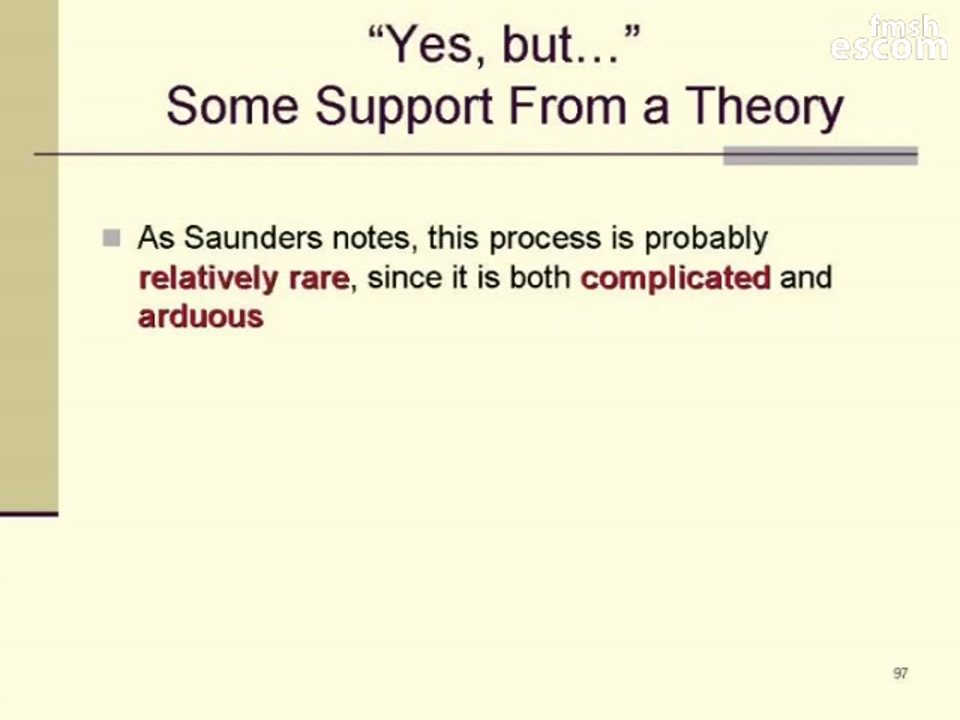 fmsh
escom
“Yes, but…”
Some Support From a Theory
As Saunders notes, this process is probably
relatively rare, since it is both complicated and
arduous
97